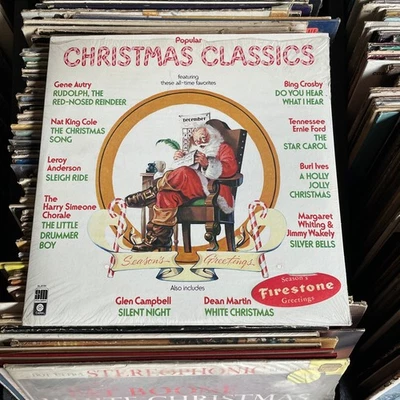 Popular
CHRISTMAS CLASSICS
featuring
these all-time favorites
Gene Autry
RUDOLPH, THE
RED-NOSED REINDEER
Nat King Cole
THE CHRISTMAS
SONG
Leroy
Anderson
SLEIGH RIDE
The
Harry Simeone
Chorale
THE LITTLE
DRUMMER
BOY
Bing Crosby
DO YOU HEAR
WHAT I HEAR
Tennessee
Ernie Ford
THE
STAR CAROL
Burl Ives
A HOLLY
JOLLY
CHRISTMAS
Margaret
Whiting &
Jimmy Wakely
SILVER BELLS
December
Season's Greetings
Also includes
Glen Campbell
SILENT NIGHT
Dean Martin
WHITE CHRISTMAS
Season's
Firestone
Greetings
STEREOPHONIC
BOONE
WHITE CHRISTMAS